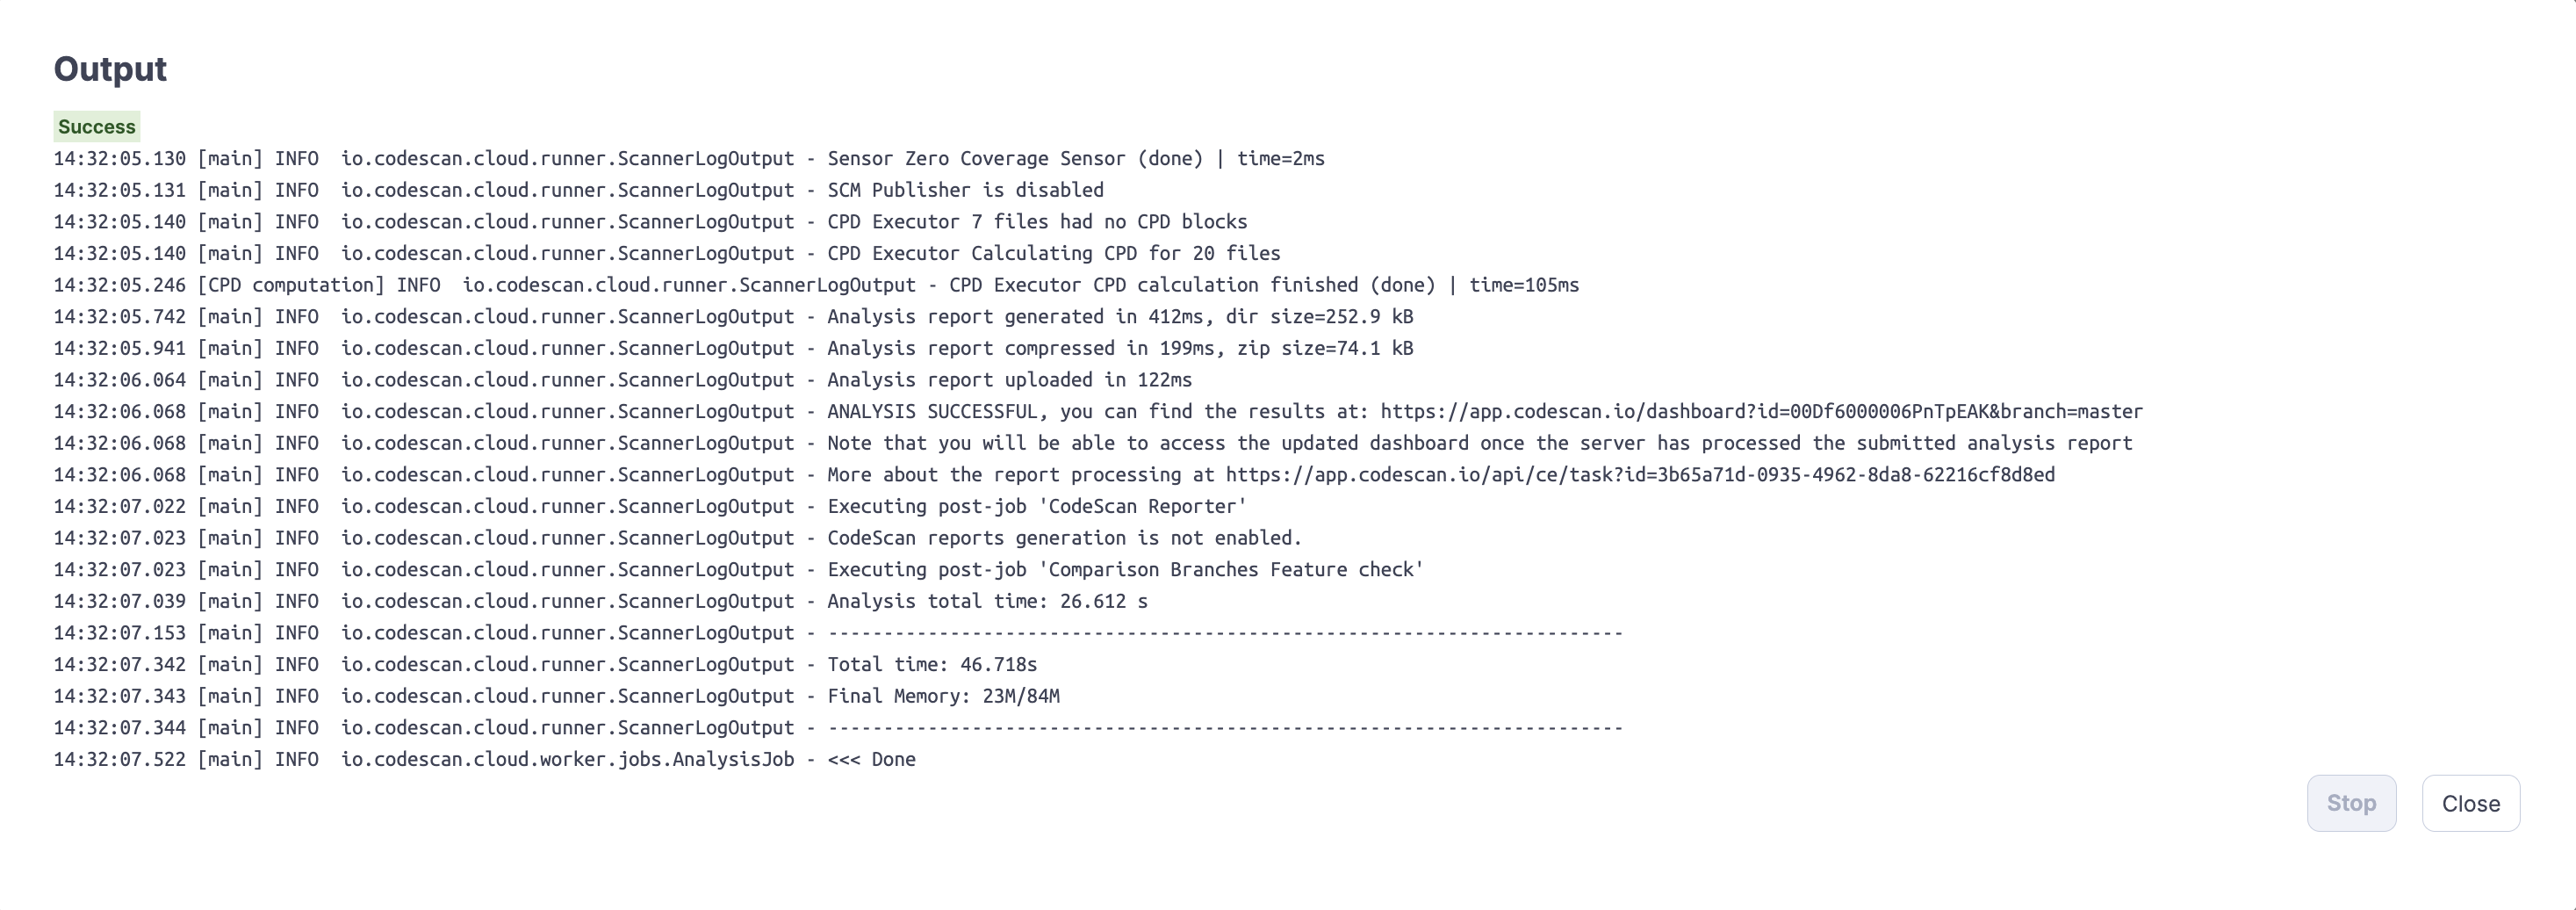 Output
Success
14:32:05.130 [main] INFO  io.codescan.cloud.runner.ScannerLogOutput - Sensor Zero Coverage Sensor (done) | time=2ms
14:32:05.131 [main] INFO  io.codescan.cloud.runner.ScannerLogOutput - SCM Publisher is disabled
14:32:05.140 [main] INFO  io.codescan.cloud.runner.ScannerLogOutput - CPD Executor 7 files had no CPD blocks
14:32:05.140 [main] INFO  io.codescan.cloud.runner.ScannerLogOutput - CPD Executor Calculating CPD for 20 files
14:32:05.246 [CPD computation] INFO  io.codescan.cloud.runner.ScannerLogOutput - CPD Executor CPD calculation finished (done) | time=105ms
14:32:05.742 [main] INFO  io.codescan.cloud.runner.ScannerLogOutput - Analysis report generated in 412ms, dir size=252.9 kB
14:32:05.941 [main] INFO  io.codescan.cloud.runner.ScannerLogOutput - Analysis report compressed in 199ms, zip size=74.1 kB
14:32:06.064 [main] INFO  io.codescan.cloud.runner.ScannerLogOutput - Analysis report uploaded in 122ms
14:32:06.068 [main] INFO  io.codescan.cloud.runner.ScannerLogOutput - ANALYSIS SUCCESSFUL, you can find the results at: https://app.codescan.io/dashboard?id=00Df6000006PnTpEAK&branch=master
14:32:06.068 [main] INFO  io.codescan.cloud.runner.ScannerLogOutput - Note that you will be able to access the updated dashboard once the server has processed the submitted analysis report
14:32:06.068 [main] INFO  io.codescan.cloud.runner.ScannerLogOutput - More about the report processing at https://app.codescan.io/api/ce/task?id=3b65a71d-0935-4962-8da8-62216cf8d8ed
14:32:07.022 [main] INFO  io.codescan.cloud.runner.ScannerLogOutput - Executing post-job 'CodeScan Reporter'
14:32:07.023 [main] INFO  io.codescan.cloud.runner.ScannerLogOutput - CodeScan reports generation is not enabled.
14:32:07.023 [main] INFO  io.codescan.cloud.runner.ScannerLogOutput - Executing post-job 'Comparison Branches Feature check'
14:32:07.039 [main] INFO  io.codescan.cloud.runner.ScannerLogOutput - Analysis total time: 26.612 s
14:32:07.153 [main] INFO  io.codescan.cloud.runner.ScannerLogOutput - ------------------------------------------------------------------------
14:32:07.342 [main] INFO  io.codescan.cloud.runner.ScannerLogOutput - Total time: 46.718s
14:32:07.343 [main] INFO  io.codescan.cloud.runner.ScannerLogOutput - Final Memory: 23M/84M
14:32:07.344 [main] INFO  io.codescan.cloud.runner.ScannerLogOutput - ------------------------------------------------------------------------
14:32:07.522 [main] INFO  io.codescan.cloud.worker.jobs.AnalysisJob - <<< Done
Stop
Close